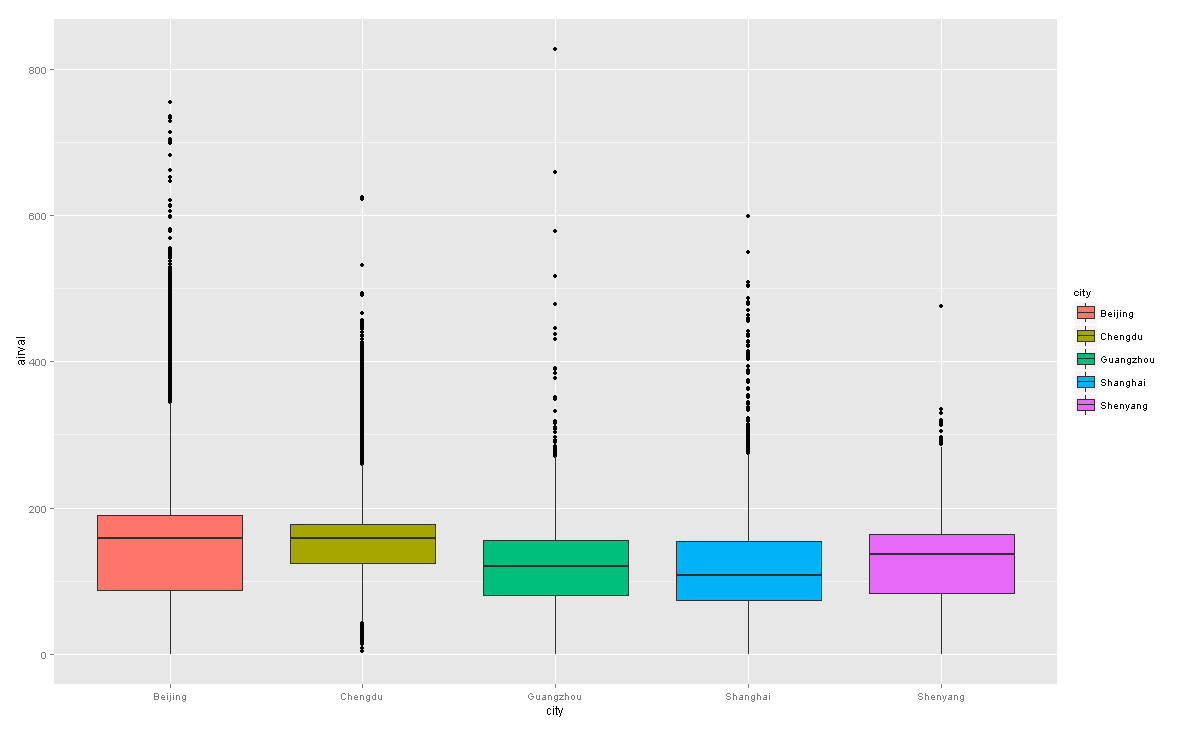 airval
800
600
400
200
0
Beijing
Chengdu
Guangzhou
Shanghai
Shenyang
city
city
Beijing
Chengdu
Guangzhou
Shanghai
Shenyang